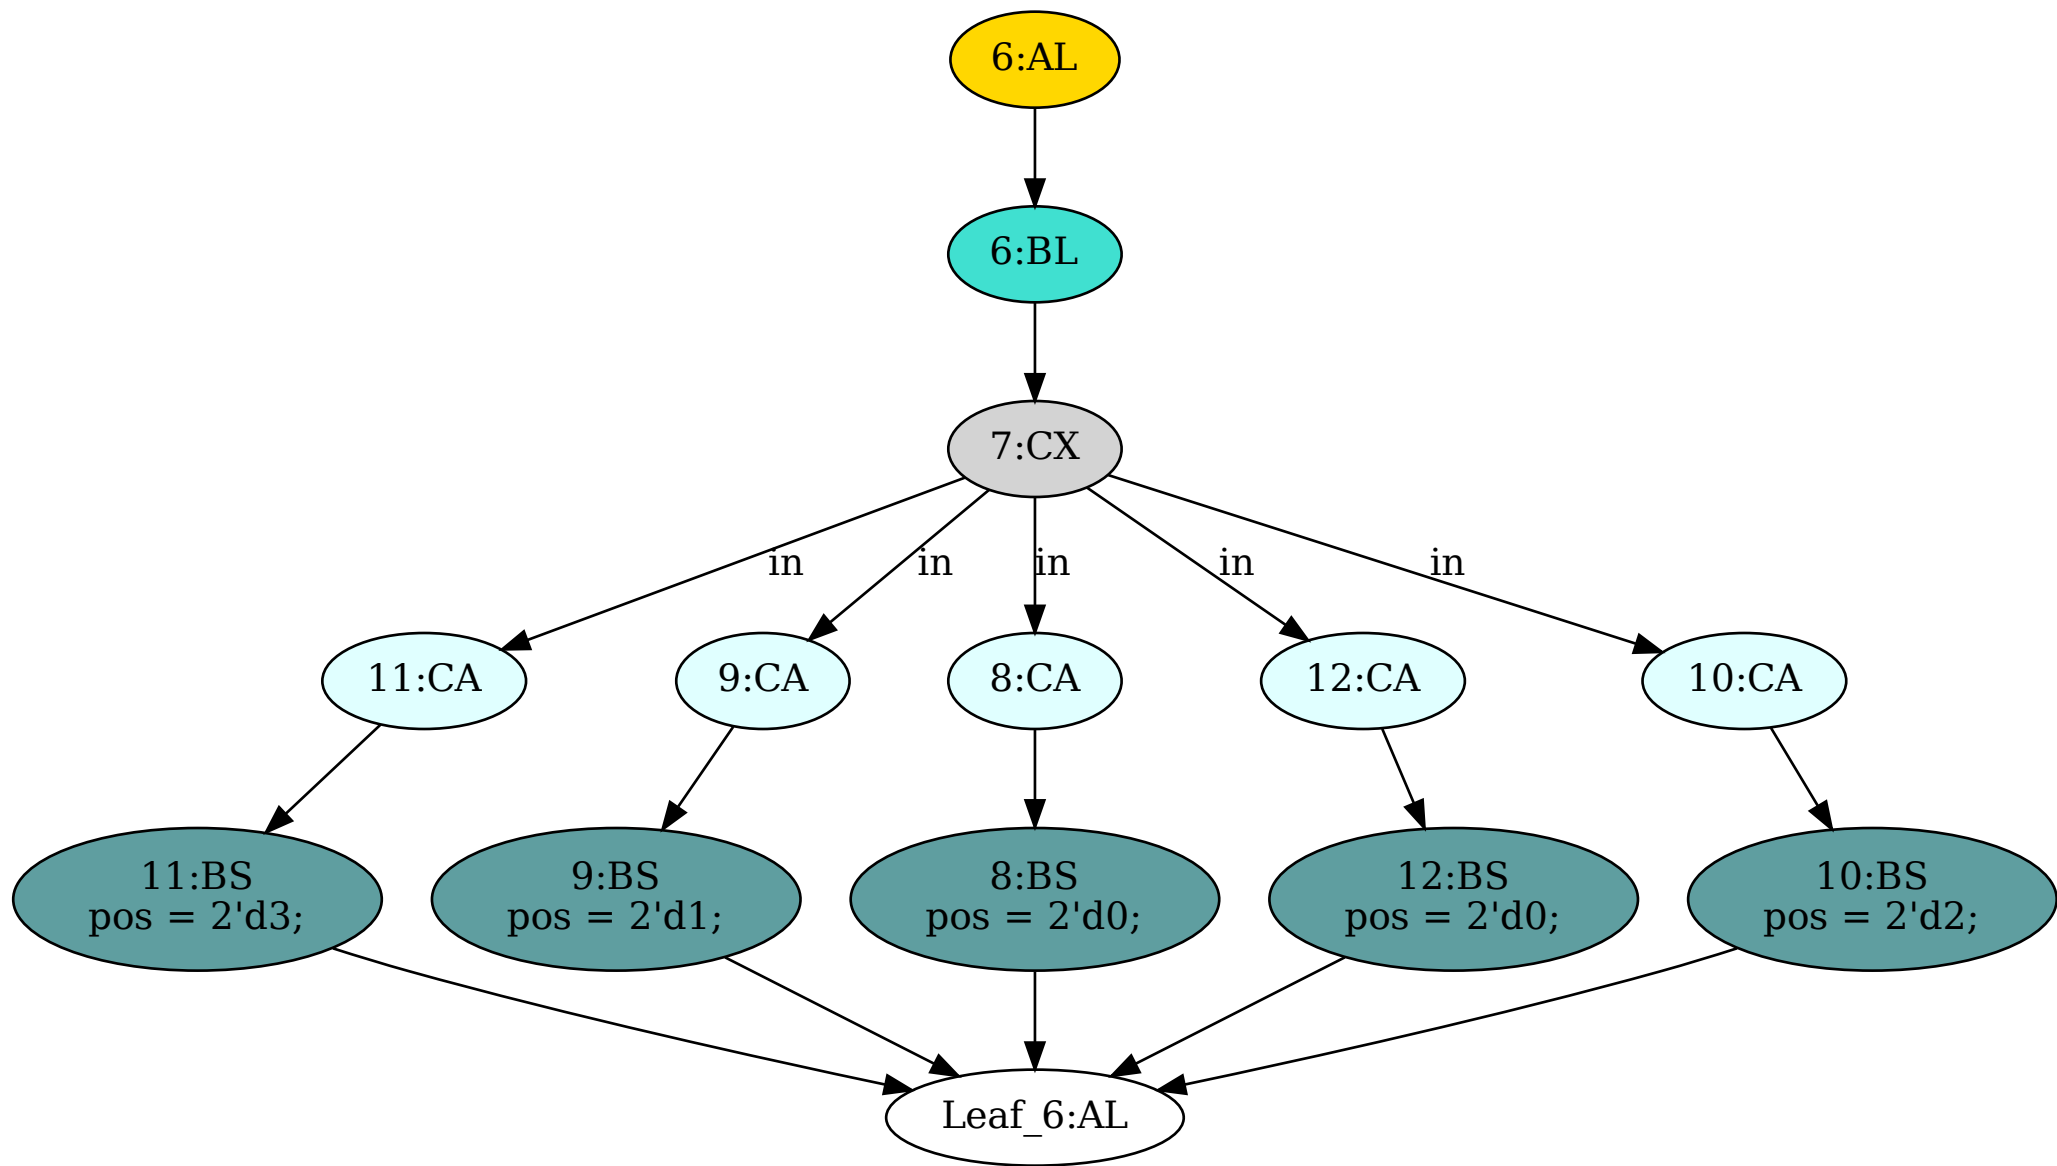 6:AL
6:BL
7:CX
in
in
in
in
in
11:CA
9:CA
8:CA
12:CA
10:CA
11:BS
pos = 2'd3;
9:BS
pos = 2'd1;
8:BS
pos = 2'd0;
12:BS
pos = 2'd0;
10:BS
pos = 2'd2;
Leaf_6:AL